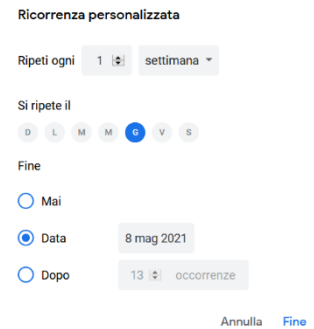 Ricorrenza personalizzata
Ripeti ogni 1 settimana
Si ripete il
D L M M G V S
Fine
Mai
Data 8 mag 2021
Dopo 13 occorrenze
Annulla Fine